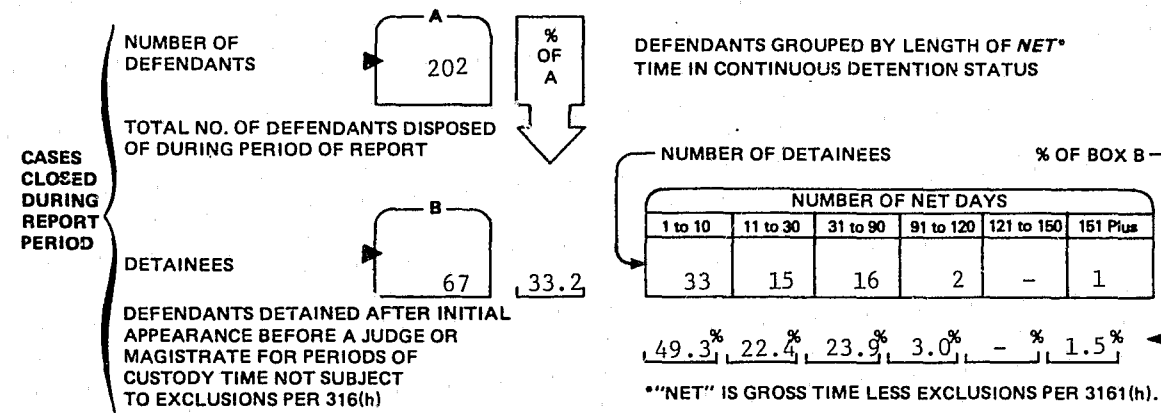 CASES
CLOSED
DURING
REPORT
PERIOD
NUMBER OF
DEFENDANTS
A
202
%
OF
A
TOTAL NO. OF DEFENDANTS DISPOSED
OF DURING PERIOD OF REPORT
B
DETAINEES
67
33.2
DEFENDANTS DETAINED AFTER INITIAL
APPEARANCE BEFORE A JUDGE OR
MAGISTRATE FOR PERIODS OF
CUSTODY TIME NOT SUBJECT
TO EXCLUSIONS PER 316(h)
DEFENDANTS GROUPED BY LENGTH OF NET*
TIME IN CONTINUOUS DETENTION STATUS
NUMBER OF DETAINEES % OF BOX B
NUMBER OF NET DAYS
1 to 10 11 to 30 31 to 90 91 to 120 121 to 150 151 Plus
33 15 16 2 – 1
49.3% 22.4% 23.9% 3.0% – % 1.5%
*"NET" IS GROSS TIME LESS EXCLUSIONS PER 3161(h).